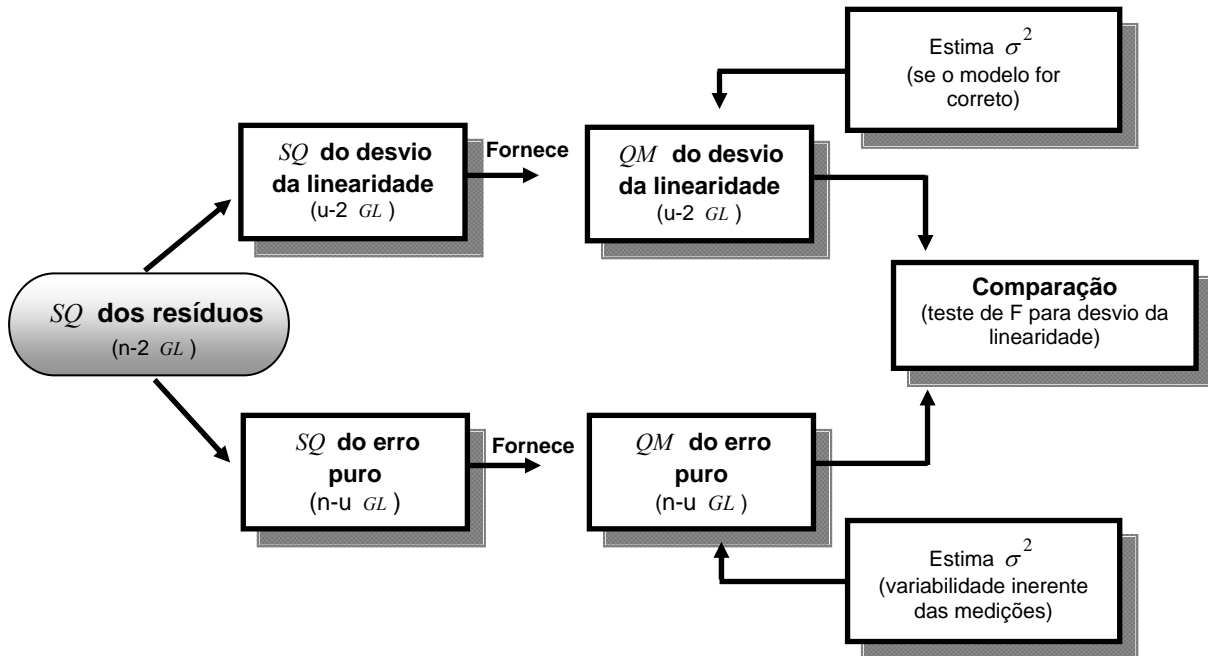 Estima σ²
(se o modelo for
correto)
SQ do desvio
da linearidade
(u-2 GL )
Fornece
QM do desvio
da linearidade
(u-2 GL )
SQ dos resíduos
(n-2 GL )
Comparação
(teste de F para desvio da
linearidade)
SQ do erro
puro
(n-u GL )
Fornece
QM do erro
puro
(n-u GL )
Estima σ²
(variabilidade inerente
das medições)